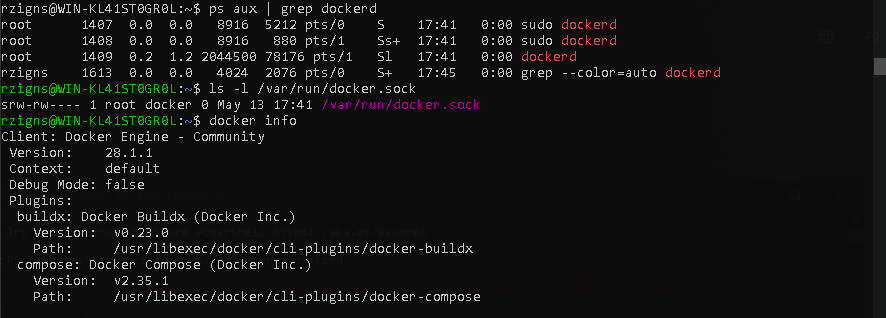 rzigns@WIN-KL41ST0GR0L:~$ ps aux | grep dockerd
root 1407 0.0 0.0 8916 5212 pts/0 S 17:41 0:00 sudo dockerd
root 1408 0.0 0.0 8916 880 pts/1 Ss+ 17:41 0:00 sudo dockerd
root 1409 0.2 1.2 2044500 78176 pts/1 Sl 17:41 0:00 dockerd
rzigns 1613 0.0 0.0 4024 2076 pts/0 S+ 17:45 0:00 grep --color=auto dockerd
rzigns@WIN-KL41ST0GR0L:~$ ls -l /var/run/docker.sock
srw-rw---- 1 root docker 0 May 13 17:41 /var/run/docker.sock
rzigns@WIN-KL41ST0GR0L:~$ docker info
Client: Docker Engine - Community
 Version:    28.1.1
 Context:    default
 Debug Mode: false
 Plugins:
  buildx: Docker Buildx (Docker Inc.)
    Version:  v0.23.0
    Path:     /usr/libexec/docker/cli-plugins/docker-buildx
  compose: Docker Compose (Docker Inc.)
    Version:  v2.35.1
    Path:     /usr/libexec/docker/cli-plugins/docker-compose